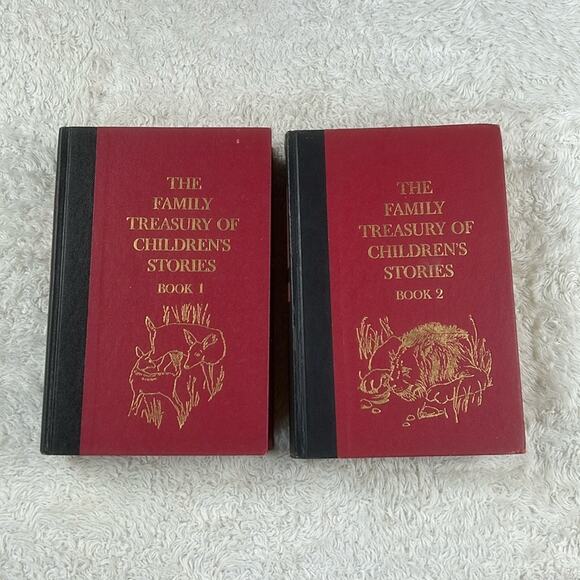 THE
FAMILY
TREASURY OF
CHILDREN'S
STORIES
BOOK 1
THE
FAMILY
TREASURY OF
CHILDREN'S
STORIES
BOOK 2